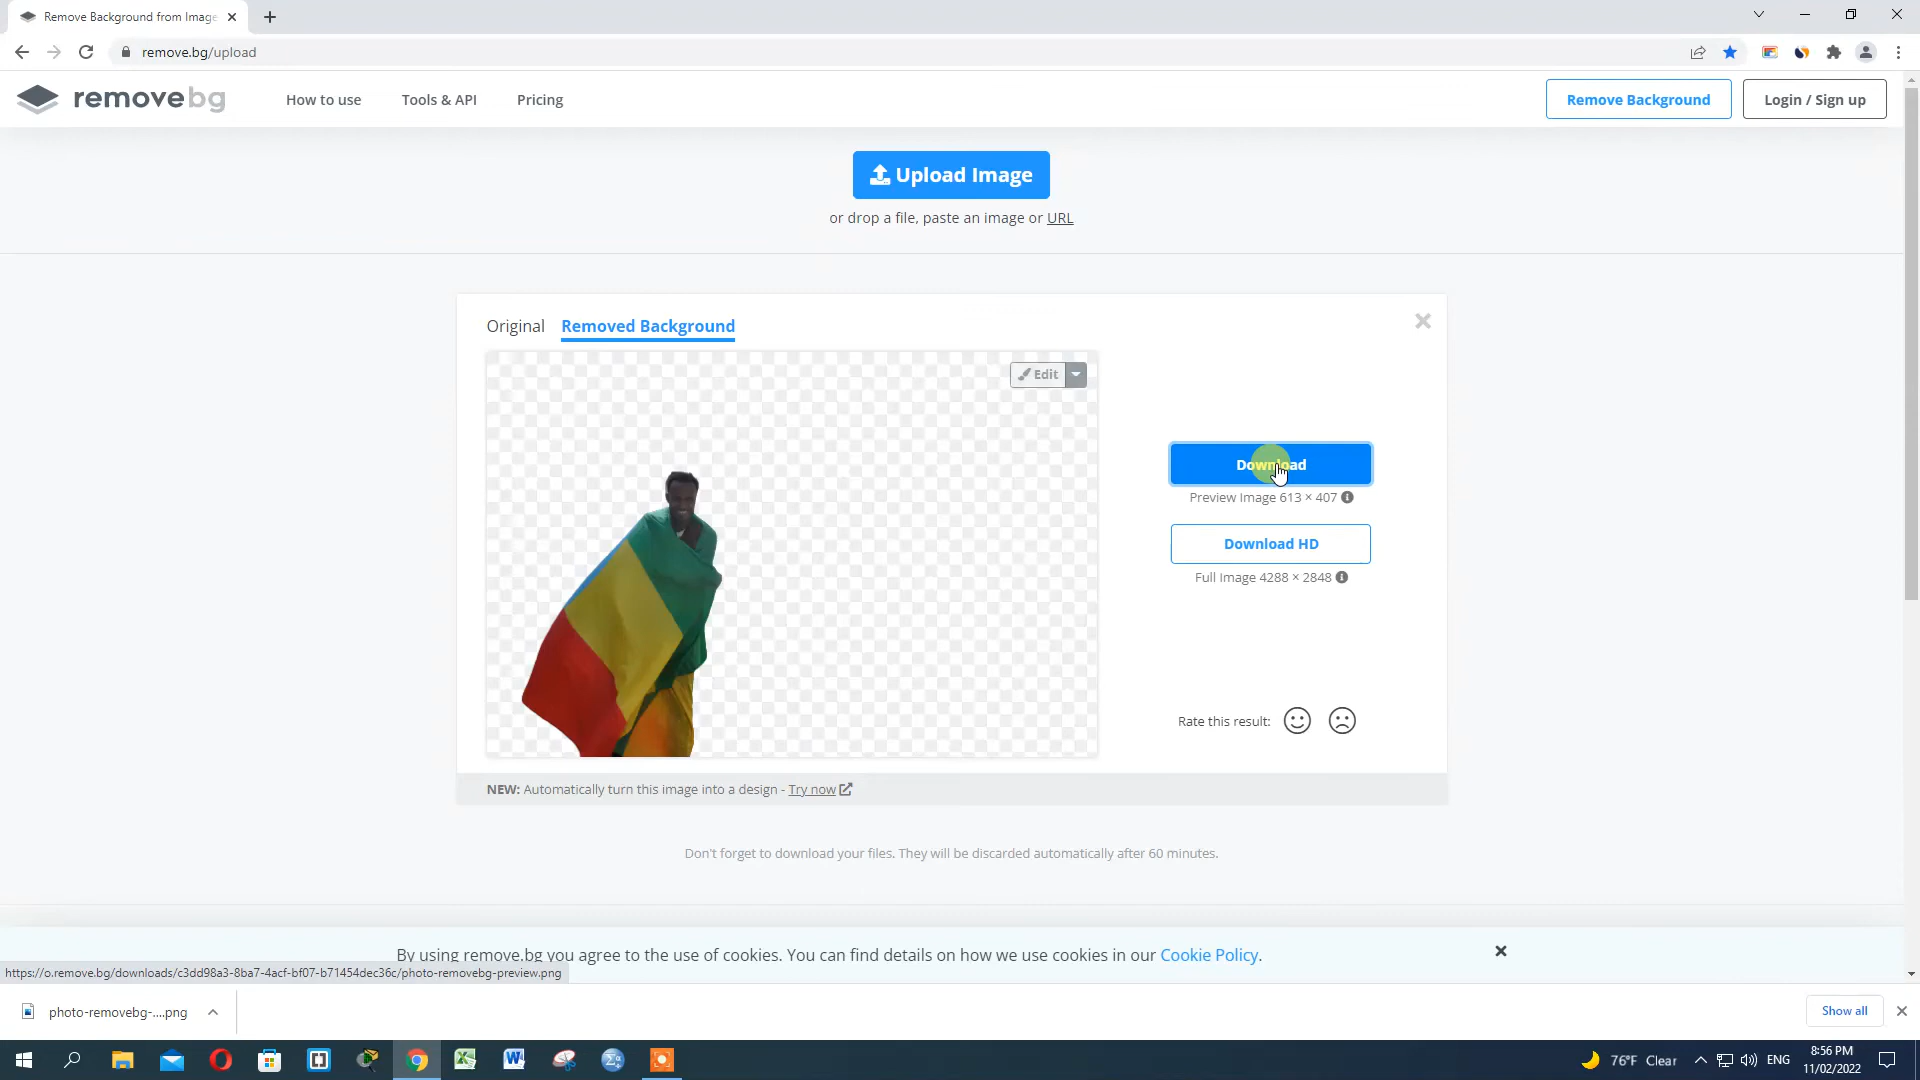 Remove Background from Image
remove.bg/upload
removebg
How to use
Tools & API
Pricing
Remove Background
Login / Sign up
Upload Image
or drop a file, paste an image or URL
Original
Removed Background
Edit
Download
Preview Image 613 × 407
Download HD
Full Image 4288 × 2848
Rate this result:
NEW: Automatically turn this image into a design - Try now
Don't forget to download your files. They will be discarded automatically after 60 minutes.
By using remove.bg you agree to the use of cookies. You can find details on how we use cookies in our Cookie Policy.
https://o.remove.bg/downloads/c3dd98a3-8ba7-4acf-bf07-b71454dec36c/photo-removebg-preview.png
photo-removebg-....png
Show all
76°F Clear
ENG
8:56 PM
11/02/2022